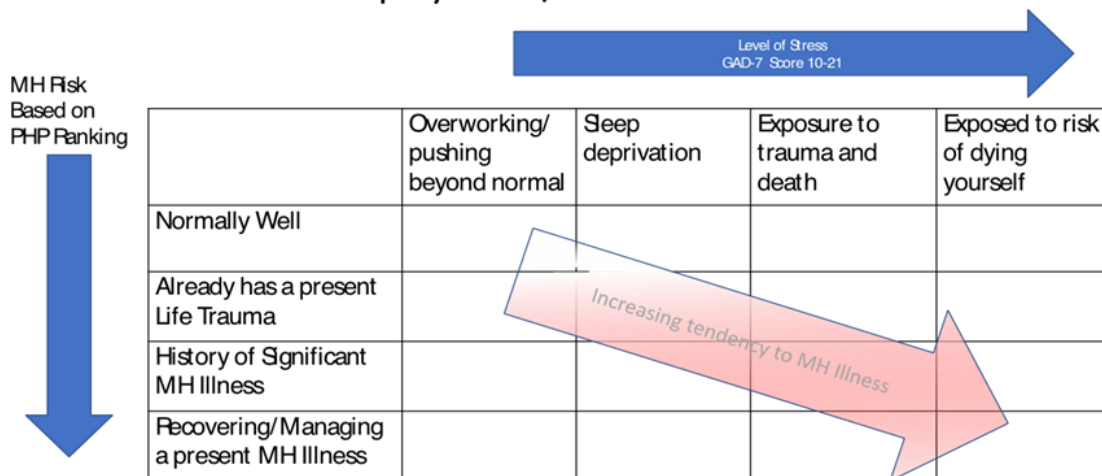 Level of Stress
GAD-7 Score 10-21
MH Risk
Based on
PHP Ranking
Overworking/
pushing
beyond normal
Sleep
deprivation
Exposure to
trauma and
death
Exposed to risk
of dying
yourself
Normally Well
Already has a present
Life Trauma
History of Significant
MH Illness
Recovering/Managing
a present MH Illness
Increasing tendency to MH Illness